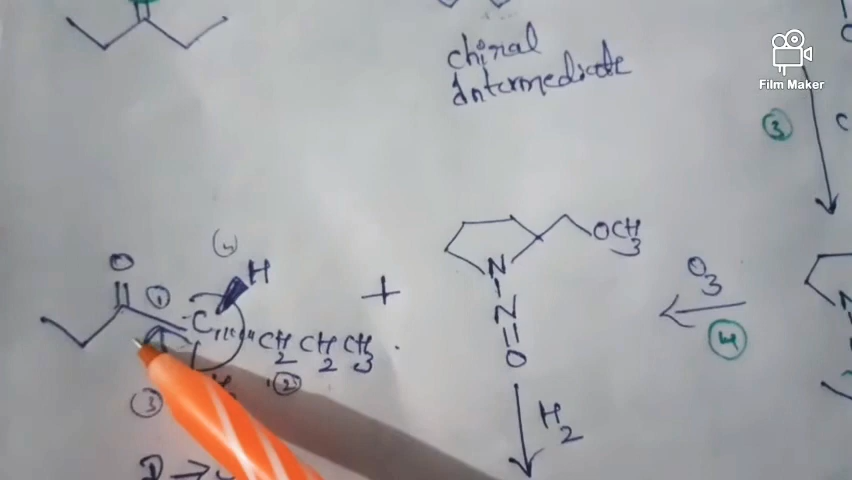 chiral
Intermediate
Film Maker
3
C
4
H
O
1
C
CH2 CH2 CH3
2
3
+
OCH3
N
N
O
H2
O3
4
N